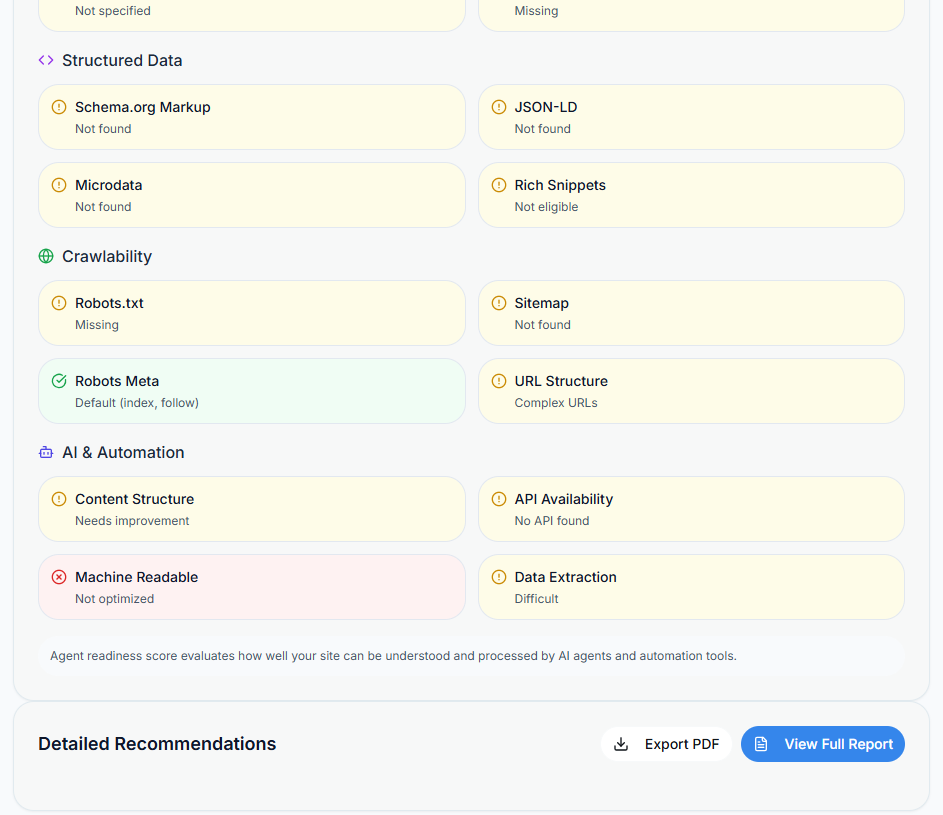 Not specified
Missing
Structured Data
Schema.org Markup
Not found
JSON-LD
Not found
Microdata
Not found
Rich Snippets
Not eligible
Crawlability
Robots.txt
Missing
Sitemap
Not found
Robots Meta
Default (index, follow)
URL Structure
Complex URLs
AI & Automation
Content Structure
Needs improvement
API Availability
No API found
Machine Readable
Not optimized
Data Extraction
Difficult
Agent readiness score evaluates how well your site can be understood and processed by AI agents and automation tools.
Detailed Recommendations
Export PDF
View Full Report